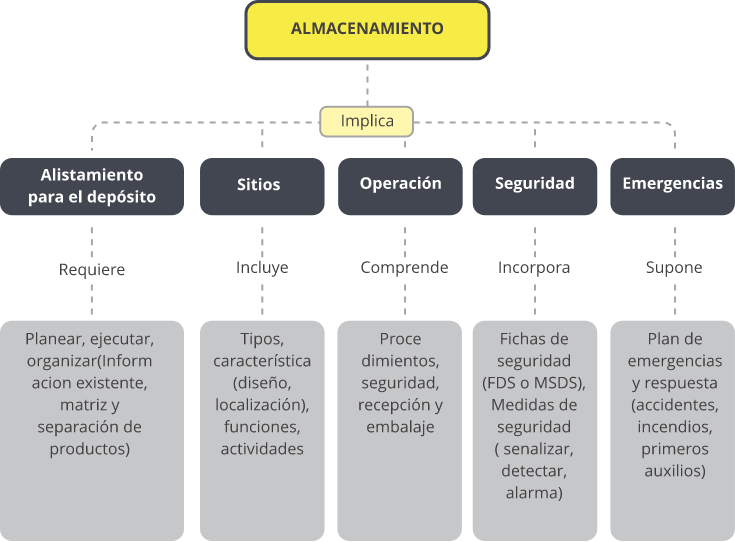 ALMACENAMIENTO
Implica
Alistamiento
para el depósito
Sitios
Operación
Seguridad
Emergencias
Requiere
Incluye
Comprende
Incorpora
Supone
Planear, ejecutar,
organizar(Inform
acion existente,
matriz y
separación de
productos)
Tipos,
característica
(diseño,
localización),
funciones,
actividades
Proce
dimientos,
seguridad,
recepción y
embalaje
Fichas de
seguridad
(FDS o MSDS),
Medidas de
seguridad
( senalizar,
detectar,
alarma)
Plan de
emergencias
y respuesta
(accidentes,
incendios,
primeros
auxilios)